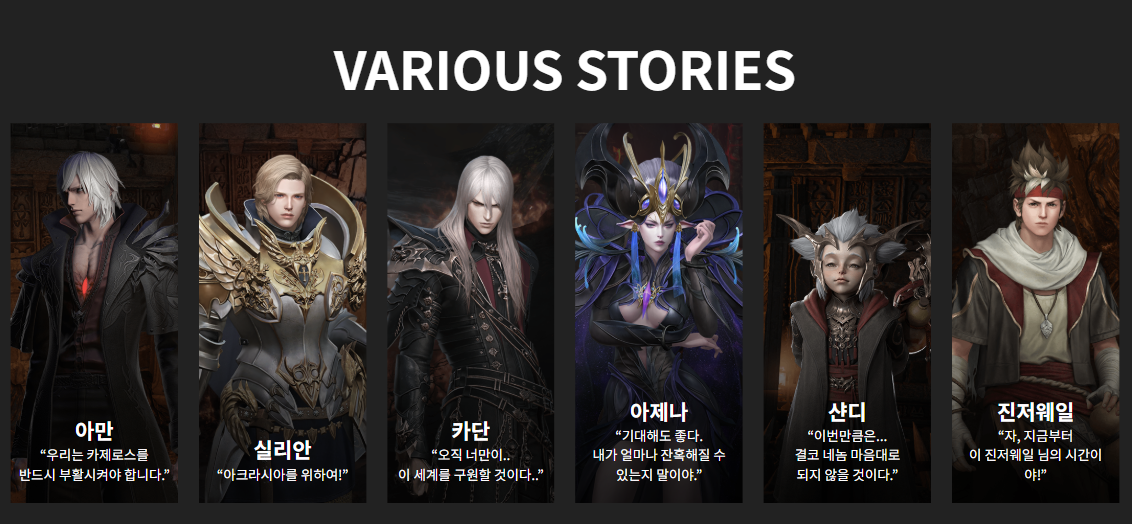 VARIOUS STORIES
아만
“우리는 카제로스를
반드시 부활시켜야 합니다.”
실리안
“아크라시아를 위하여!”
카단
“오직 너만이..
이 세계를 구원할 것이다..”
아제나
“기대해도 좋다.
내가 얼마나 잔혹해질 수
있는지 말이야.”
샨디
“이번만큼은...
결코 네놈 마음대로
되지 않을 것이다.”
진저웨일
“자, 지금부터
이 진저웨일 님의 시간이
야!”